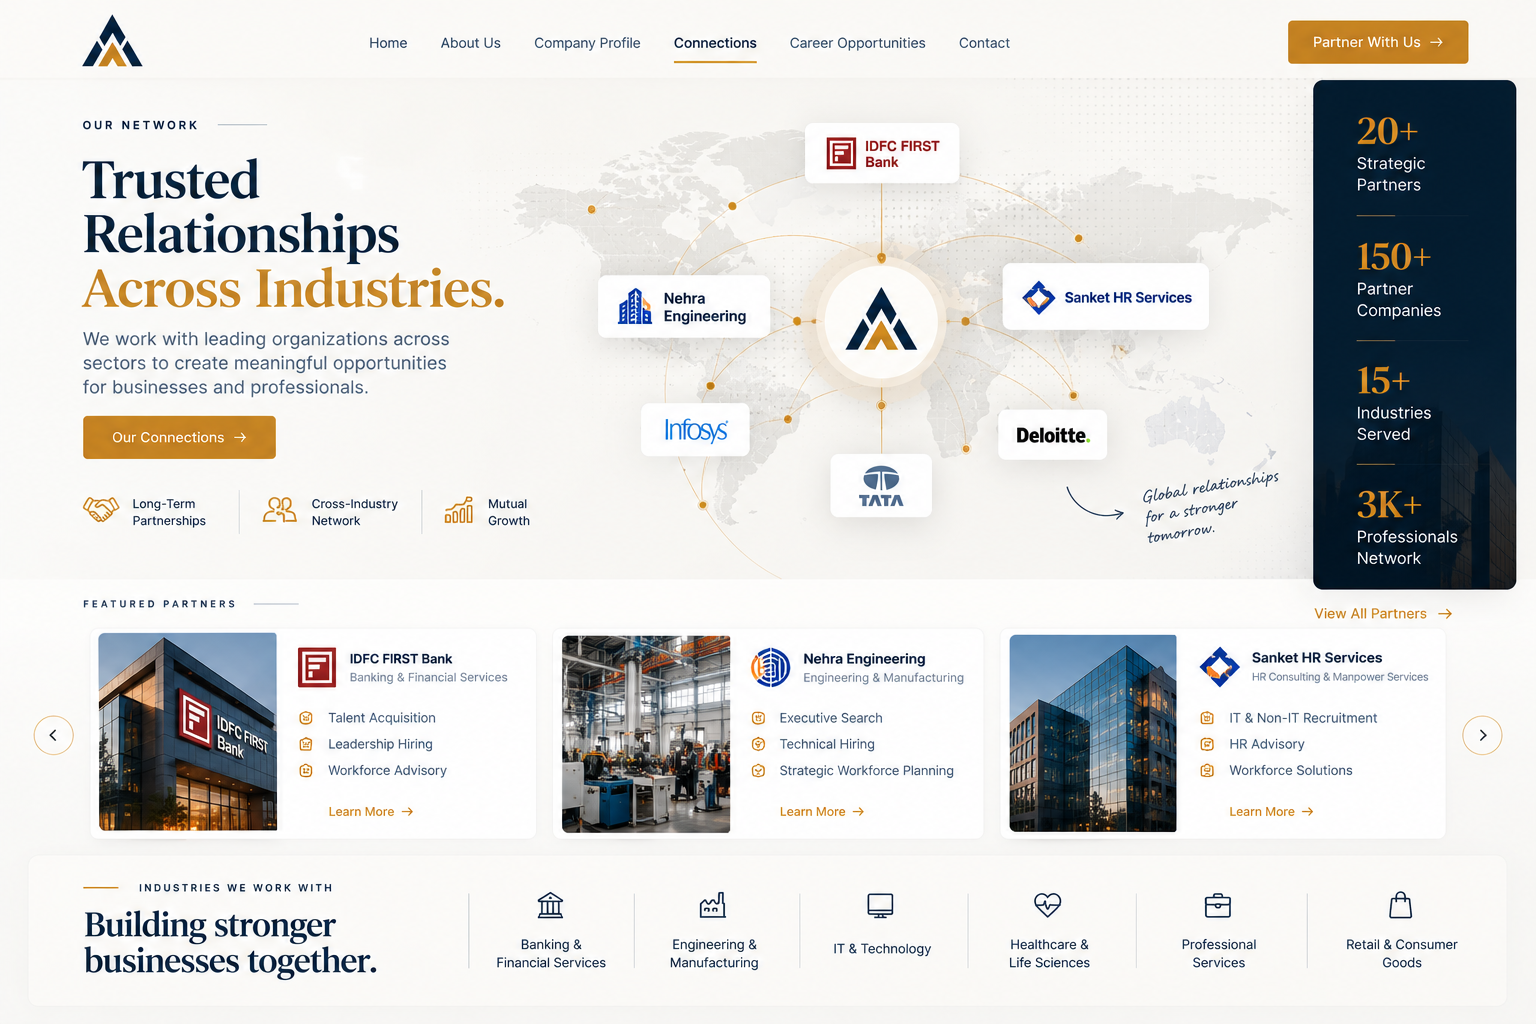 Home
About Us
Company Profile
Connections
Career Opportunities
Contact
Partner With Us
OUR NETWORK
Trusted
Relationships
Across Industries.
We work with leading organizations across
sectors to create meaningful opportunities
for businesses and professionals.
Our Connections
Long-Term
Partnerships
Cross-Industry
Network
Mutual
Growth
IDFC FIRST
Bank
Nehra
Engineering
Sanket HR Services
Infosys
Deloitte.
TATA
Global relationships
for a stronger
tomorrow.
20+
Strategic
Partners
150+
Partner
Companies
15+
Industries
Served
3K+
Professionals
Network
FEATURED PARTNERS
View All Partners
IDFC FIRST
Bank
IDFC FIRST Bank
Banking & Financial Services
Talent Acquisition
Leadership Hiring
Workforce Advisory
Learn More
Nehra Engineering
Engineering & Manufacturing
Executive Search
Technical Hiring
Strategic Workforce Planning
Learn More
Sanket HR Services
HR Consulting & Manpower Services
IT & Non-IT Recruitment
HR Advisory
Workforce Solutions
Learn More
INDUSTRIES WE WORK WITH
Building stronger
businesses together.
Banking &
Financial Services
Engineering &
Manufacturing
IT & Technology
Healthcare &
Life Sciences
Professional
Services
Retail & Consumer
Goods